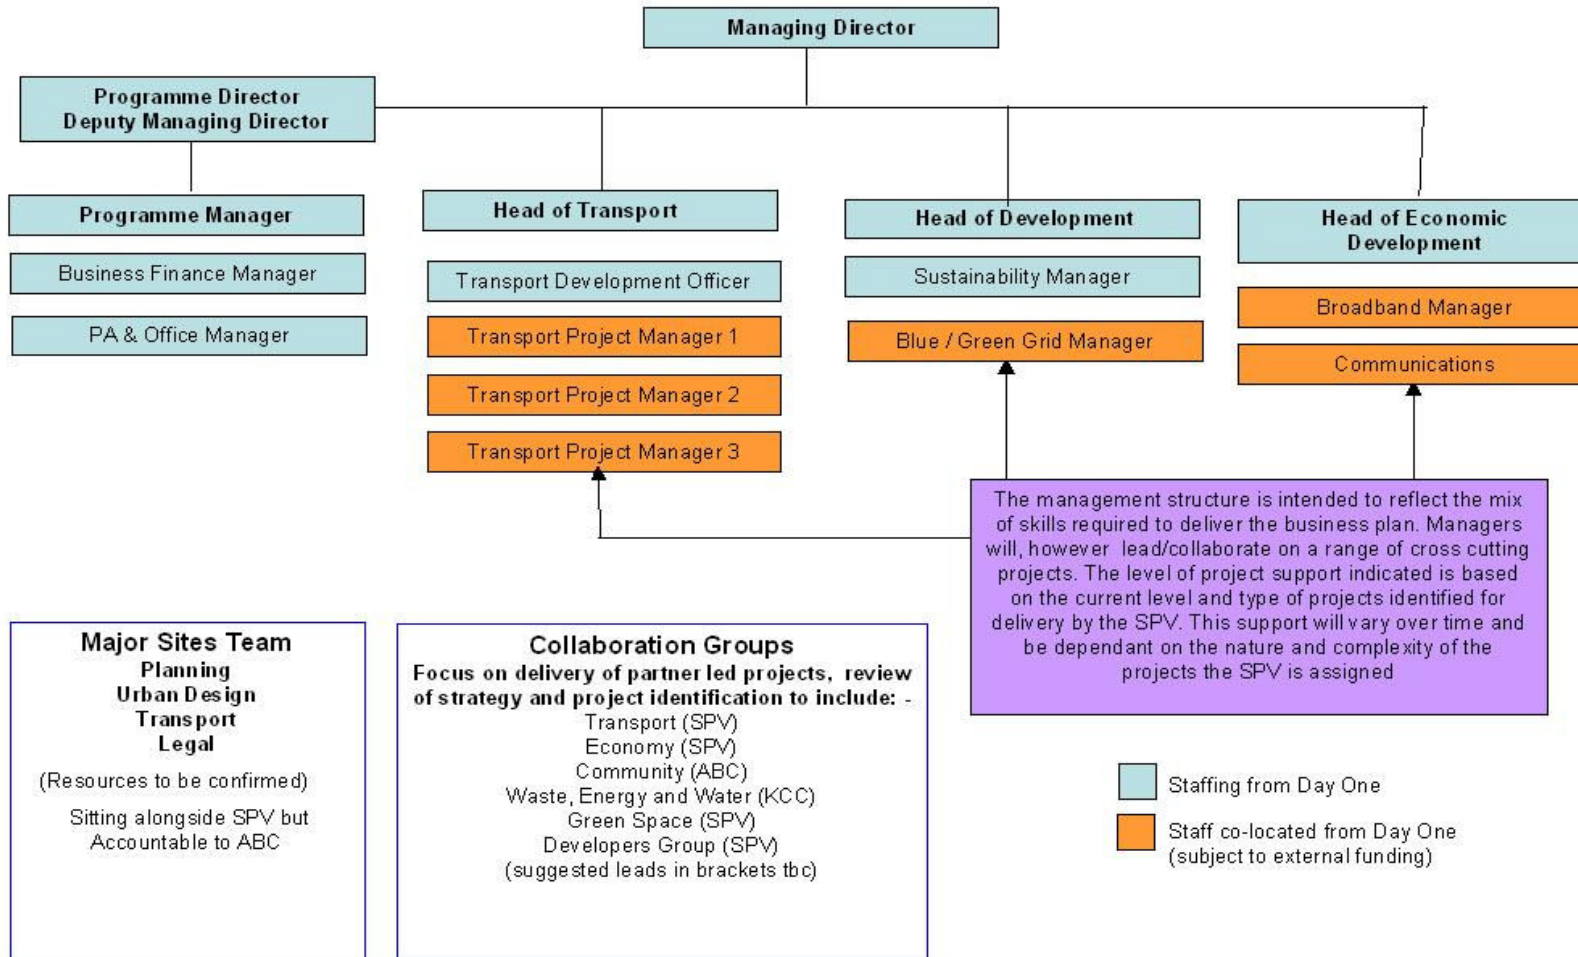 Managing Director
Programme Director
Deputy Managing Director
Programme Manager
Business Finance Manager
PA & Office Manager
Head of Transport
Transport Development Officer
Transport Project Manager 1
Transport Project Manager 2
Transport Project Manager 3
Head of Development
Sustainability Manager
Blue / Green Grid Manager
Head of Economic
Development
Broadband Manager
Communications
The management structure is intended to reflect the mix
of skills required to deliver the business plan. Managers
will, however lead/collaborate on a range of cross cutting
projects. The level of project support indicated is based
on the current level and type of projects identified for
delivery by the SPV. This support will vary over time and
be dependant on the nature and complexity of the
projects the SPV is assigned
Major Sites Team
Planning
Urban Design
Transport
Legal
(Resources to be confirmed)
Sitting alongside SPV but
Accountable to ABC
Collaboration Groups
Focus on delivery of partner led projects, review
of strategy and project identification to include: -
Transport (SPV)
Economy (SPV)
Community (ABC)
Waste, Energy and Water (KCC)
Green Space (SPV)
Developers Group (SPV)
(suggested leads in brackets tbc)
Staffing from Day One
Staff co-located from Day One
(subject to external funding)